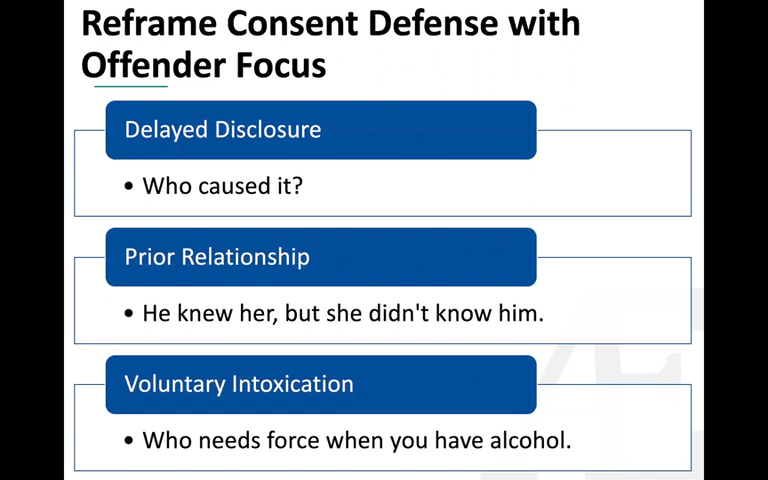 Reframe Consent Defense with
Offender Focus
Delayed Disclosure
• Who caused it?
Prior Relationship
• He knew her, but she didn't know him.
Voluntary Intoxication
• Who needs force when you have alcohol.
Æ